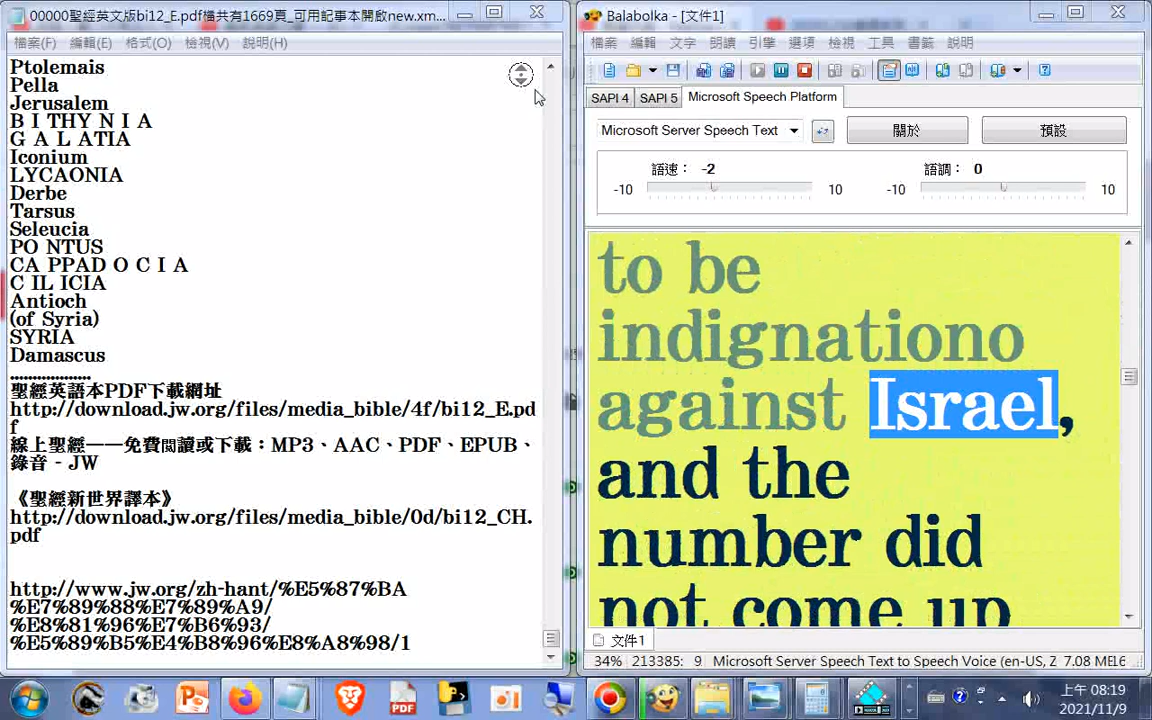 00000聖經英文版bi12_E.pdf檔共有1669頁_可用記事本開啟new.xm...
檔案(F) 編輯(E) 格式(O) 檢視(V) 說明(H)
Ptolemais
Pella
Jerusalem
B I THY N I A
G A L ATIA
Iconium
LYCAONIA
Derbe
Tarsus
Seleucia
PO NTUS
CA PPAD O C I A
C IL ICIA
Antioch
(of Syria)
SYRIA
Damascus
..................
聖經英語本PDF下載網址
http://download.jw.org/files/media_bible/4f/bi12_E.pd
f
線上聖經——免費閱讀或下載：MP3、AAC、PDF、EPUB、
錄音 - JW
《聖經新世界譯本》
http://download.jw.org/files/media_bible/0d/bi12_CH.
pdf
http://www.jw.org/zh-hant/%E5%87%BA
%E7%89%88%E7%89%A9/
%E8%81%96%E7%B6%93/
%E5%89%B5%E4%B8%96%E8%A8%98/1
Balabolka - [文件1]
檔案 編輯 文字 朗讀 引擎 選項 檢視 工具 書籤 說明
SAPI 4 SAPI 5 Microsoft Speech Platform
Microsoft Server Speech Text 關於 預設
語速： -2 語調： 0
-10 10 -10 10
to be
indignationo
against Israel,
and the
number did
not come up
文件1
34% 213385: 9 Microsoft Server Speech Text to Speech Voice (en-US, Z 7.08 MЕ16
PDF
上午 08:19
2021/11/9